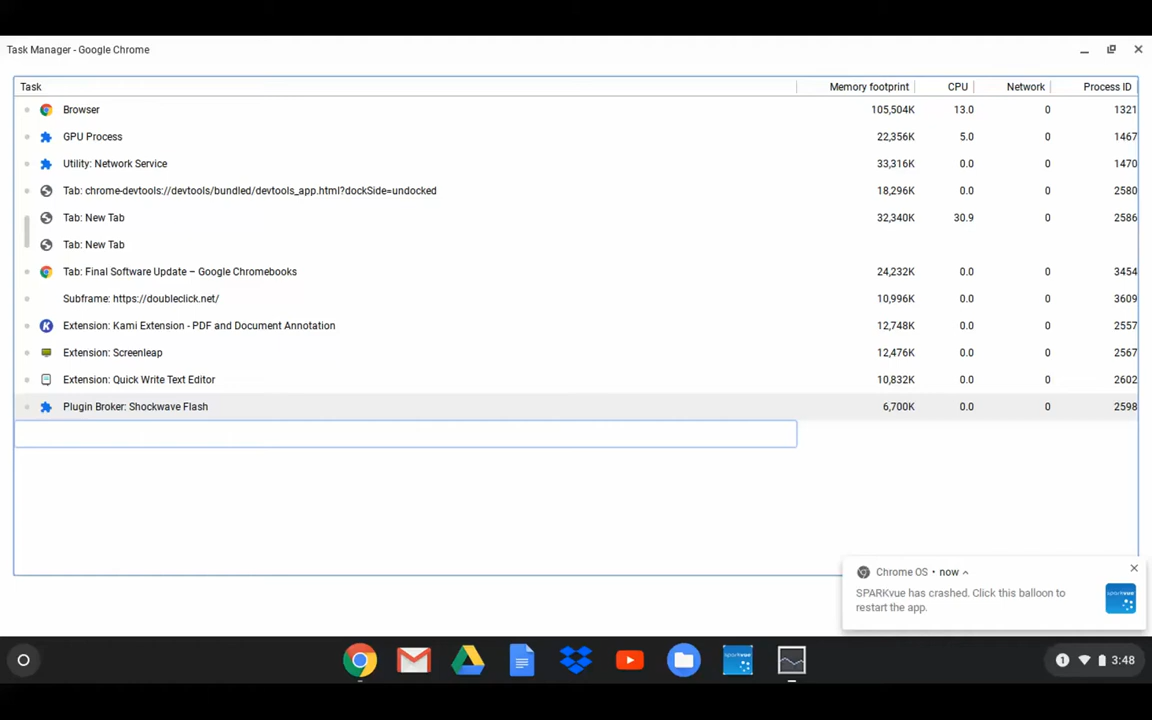 Task Manager - Google Chrome
Task Memory footprint CPU Network Process ID
Browser 105,504K 13.0 0 1321
GPU Process 22,356K 5.0 0 1467
Utility: Network Service 33,316K 0.0 0 1470
Tab: chrome-devtools://devtools/bundled/devtools_app.html?dockSide=undocked 18,296K 0.0 0 2580
Tab: New Tab 32,340K 30.9 0 2586
Tab: New Tab
Tab: Final Software Update – Google Chromebooks 24,232K 0.0 0 3454
Subframe: https://doubleclick.net/ 10,996K 0.0 0 3609
K Extension: Kami Extension - PDF and Document Annotation 12,748K 0.0 0 2557
Extension: Screenleap 12,476K 0.0 0 2567
Extension: Quick Write Text Editor 10,832K 0.0 0 2602
Plugin Broker: Shockwave Flash 6,700K 0.0 0 2598
Chrome OS • now
SPARKvue has crashed. Click this balloon to
restart the app.
sparkvue
sparkvue
1 3:48